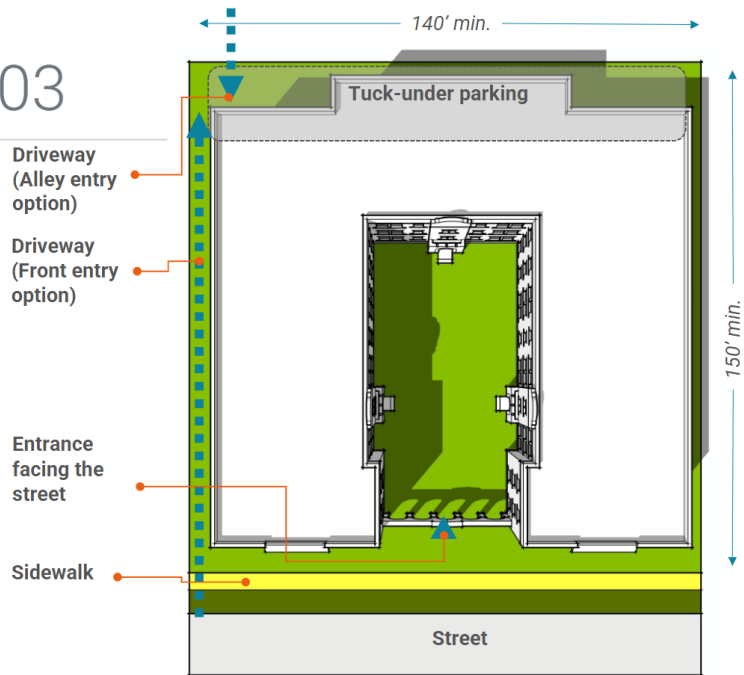 140’ min.
03
Tuck-under parking
Driveway
(Alley entry
option)
Driveway
(Front entry
option)
150’ min.
Entrance
facing the
street
Sidewalk
Street